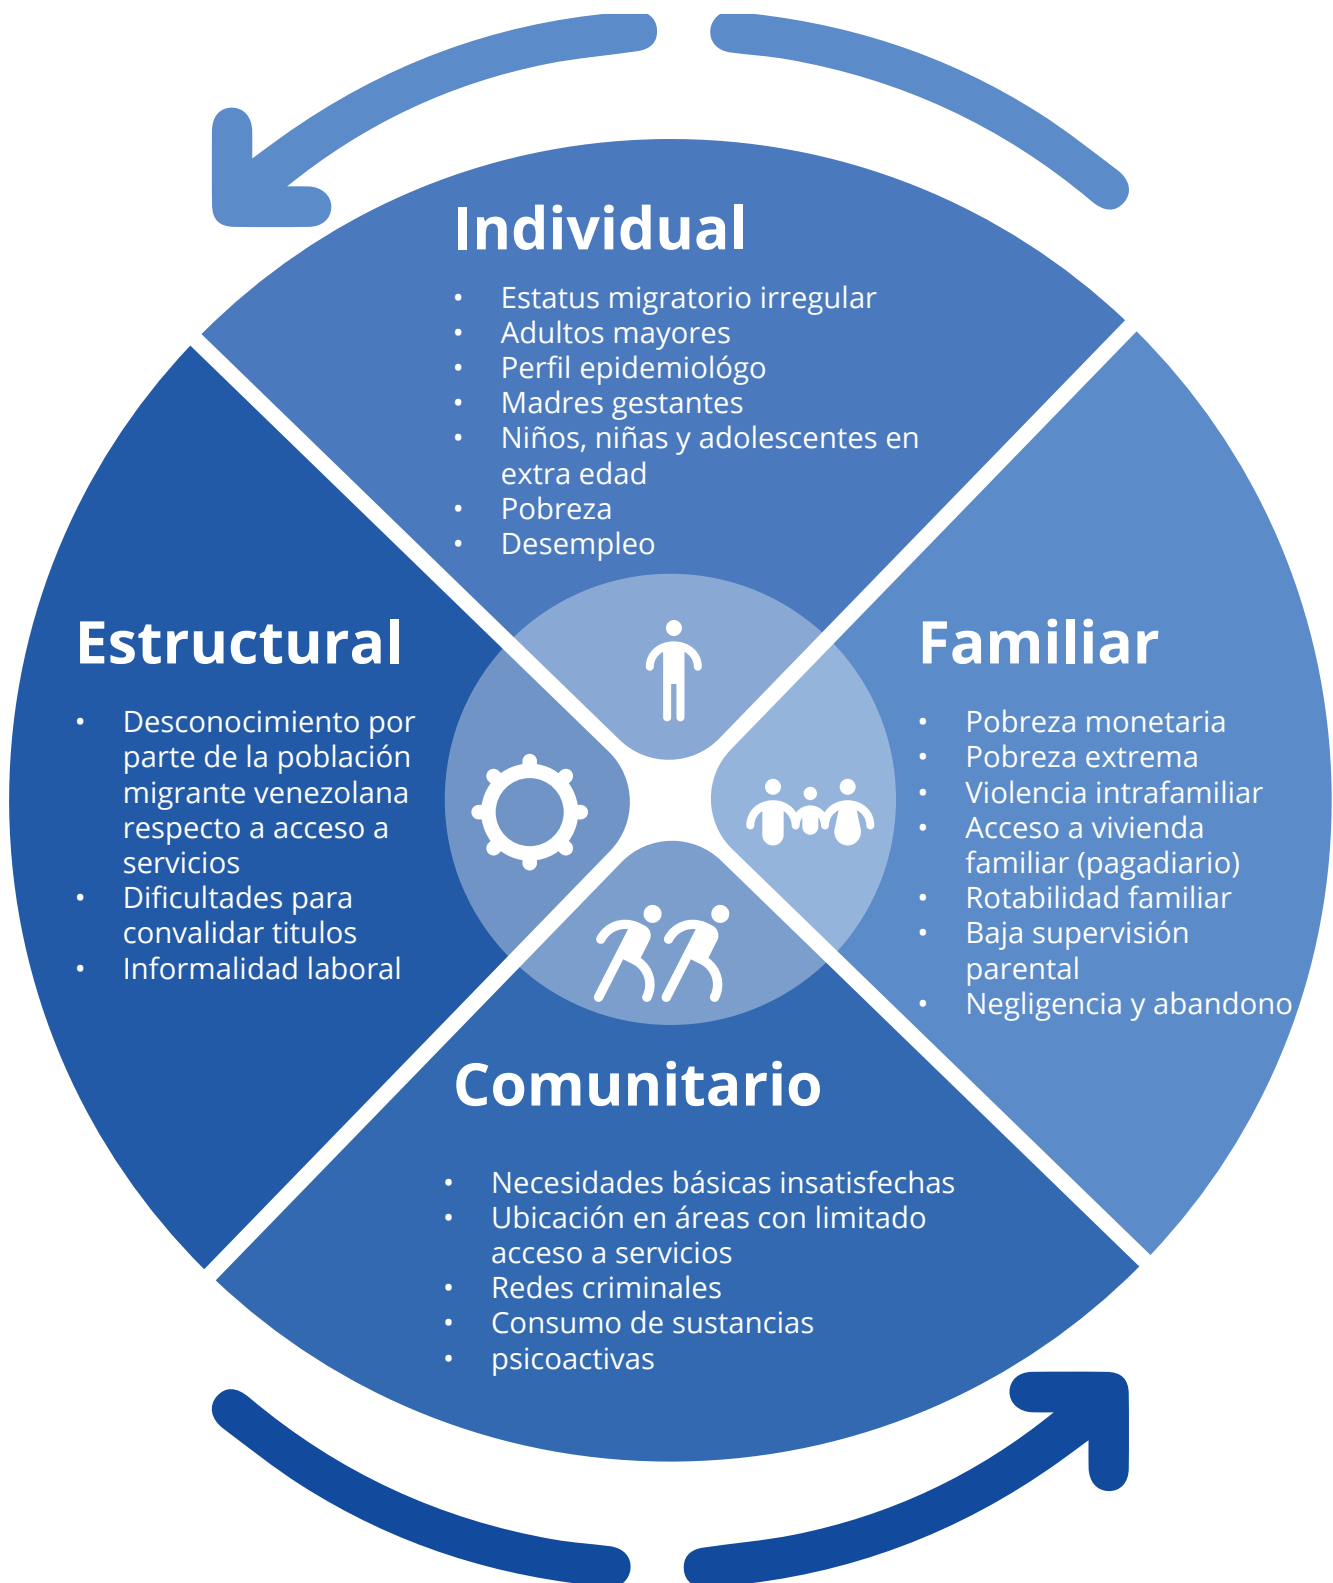 Individual
• Estatus migratorio irregular
• Adultos mayores
• Perfil epidemiológo
• Madres gestantes
• Niños, niñas y adolescentes en
extra edad
• Pobreza
• Desempleo
Estructural
• Desconocimiento por
parte de la población
migrante venezolana
respecto a acceso a
servicios
• Dificultades para
convalidar titulos
• Informalidad laboral
Familiar
• Pobreza monetaria
• Pobreza extrema
• Violencia intrafamiliar
• Acceso a vivienda
familiar (pagadiario)
• Rotabilidad familiar
• Baja supervisión
parental
• Negligencia y abandono
Comunitario
• Necesidades básicas insatisfechas
• Ubicación en áreas con limitado
acceso a servicios
• Redes criminales
• Consumo de sustancias
• psicoactivas